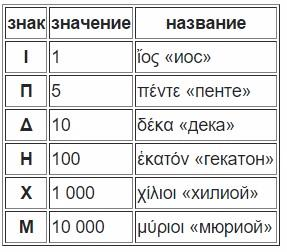 знак значение название
Ι 1 ἴος «иос»
Π 5 πέντε «пенте»
Δ 10 δέκα «дека»
Η 100 ἑκατόν «гекатон»
Χ 1 000 χίλιοι «хилиой»
Μ 10 000 μύριοι «мюриой»